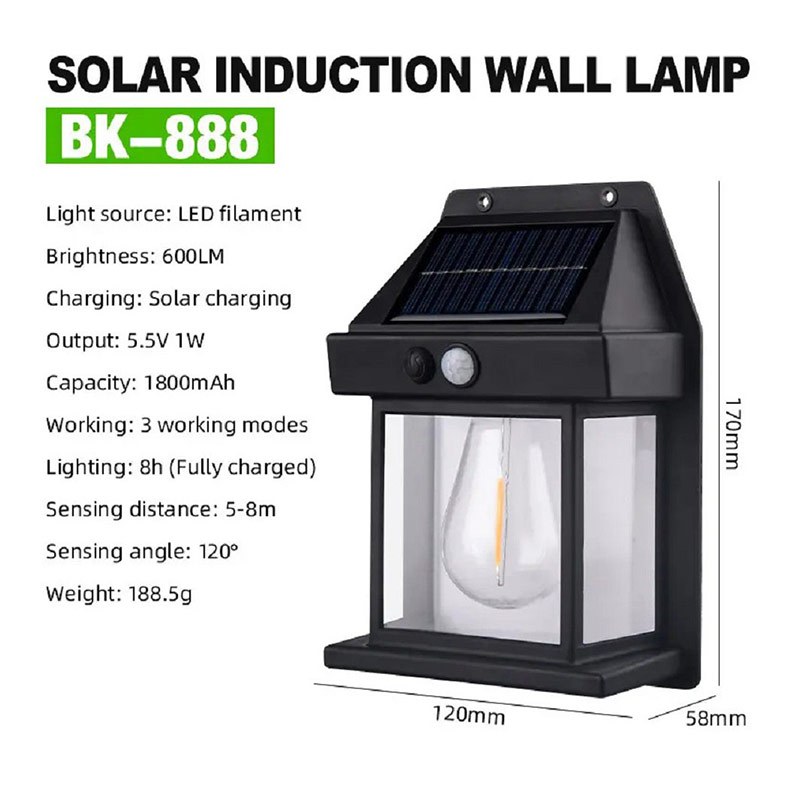 SOLAR INDUCTION WALL LAMP
BK-888
Light source: LED filament
Brightness: 600LM
Charging: Solar charging
Output: 5.5V 1W
Capacity: 1800mAh
Working: 3 working modes
Lighting: 8h (Fully charged)
Sensing distance: 5-8m
Sensing angle: 120°
Weight: 188.5g
170mm
120mm
58mm